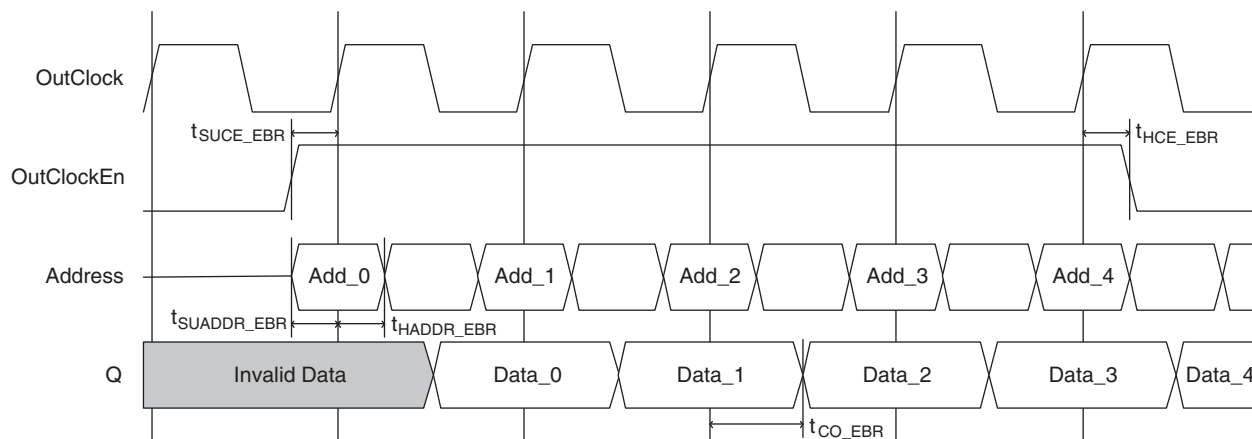 OutClock
tSUCE_EBR
tHCE_EBR
OutClockEn
Address Add_0 Add_1 Add_2 Add_3 Add_4
tSUADDR_EBR tHADDR_EBR
Q Invalid Data Data_0 Data_1 Data_2 Data_3 Data_4
tCO_EBR